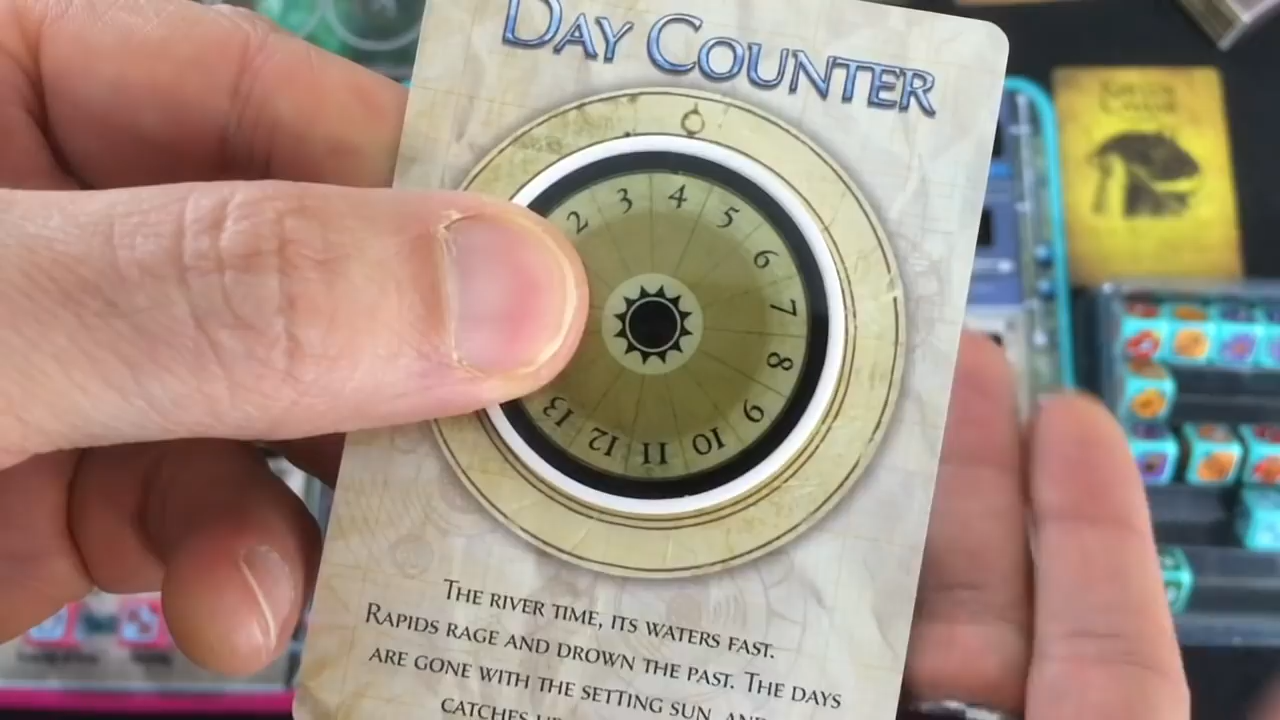 DAY COUNTER
2 3 4 5 6 7 8 9 10 11 12 13
THE RIVER TIME, ITS WATERS FAST.
RAPIDS RAGE AND DROWN THE PAST. THE DAYS
ARE GONE WITH THE SETTING SUN, AND
CATCHES